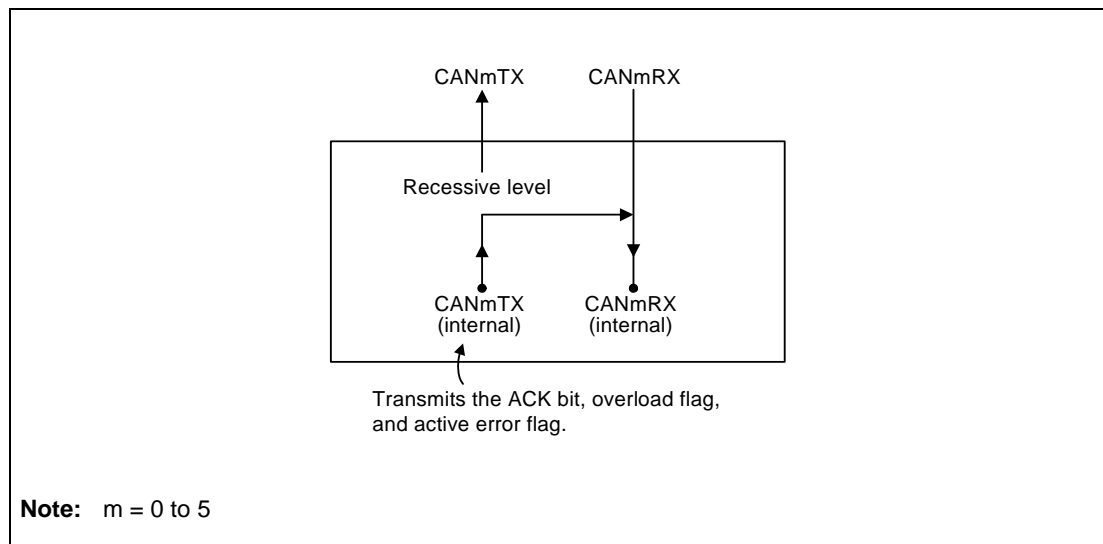 CANmTX
CANmRX
Recessive level
CANmTX
(internal)
CANmRX
(internal)
Transmits the ACK bit, overload flag,
and active error flag.
Note: m = 0 to 5